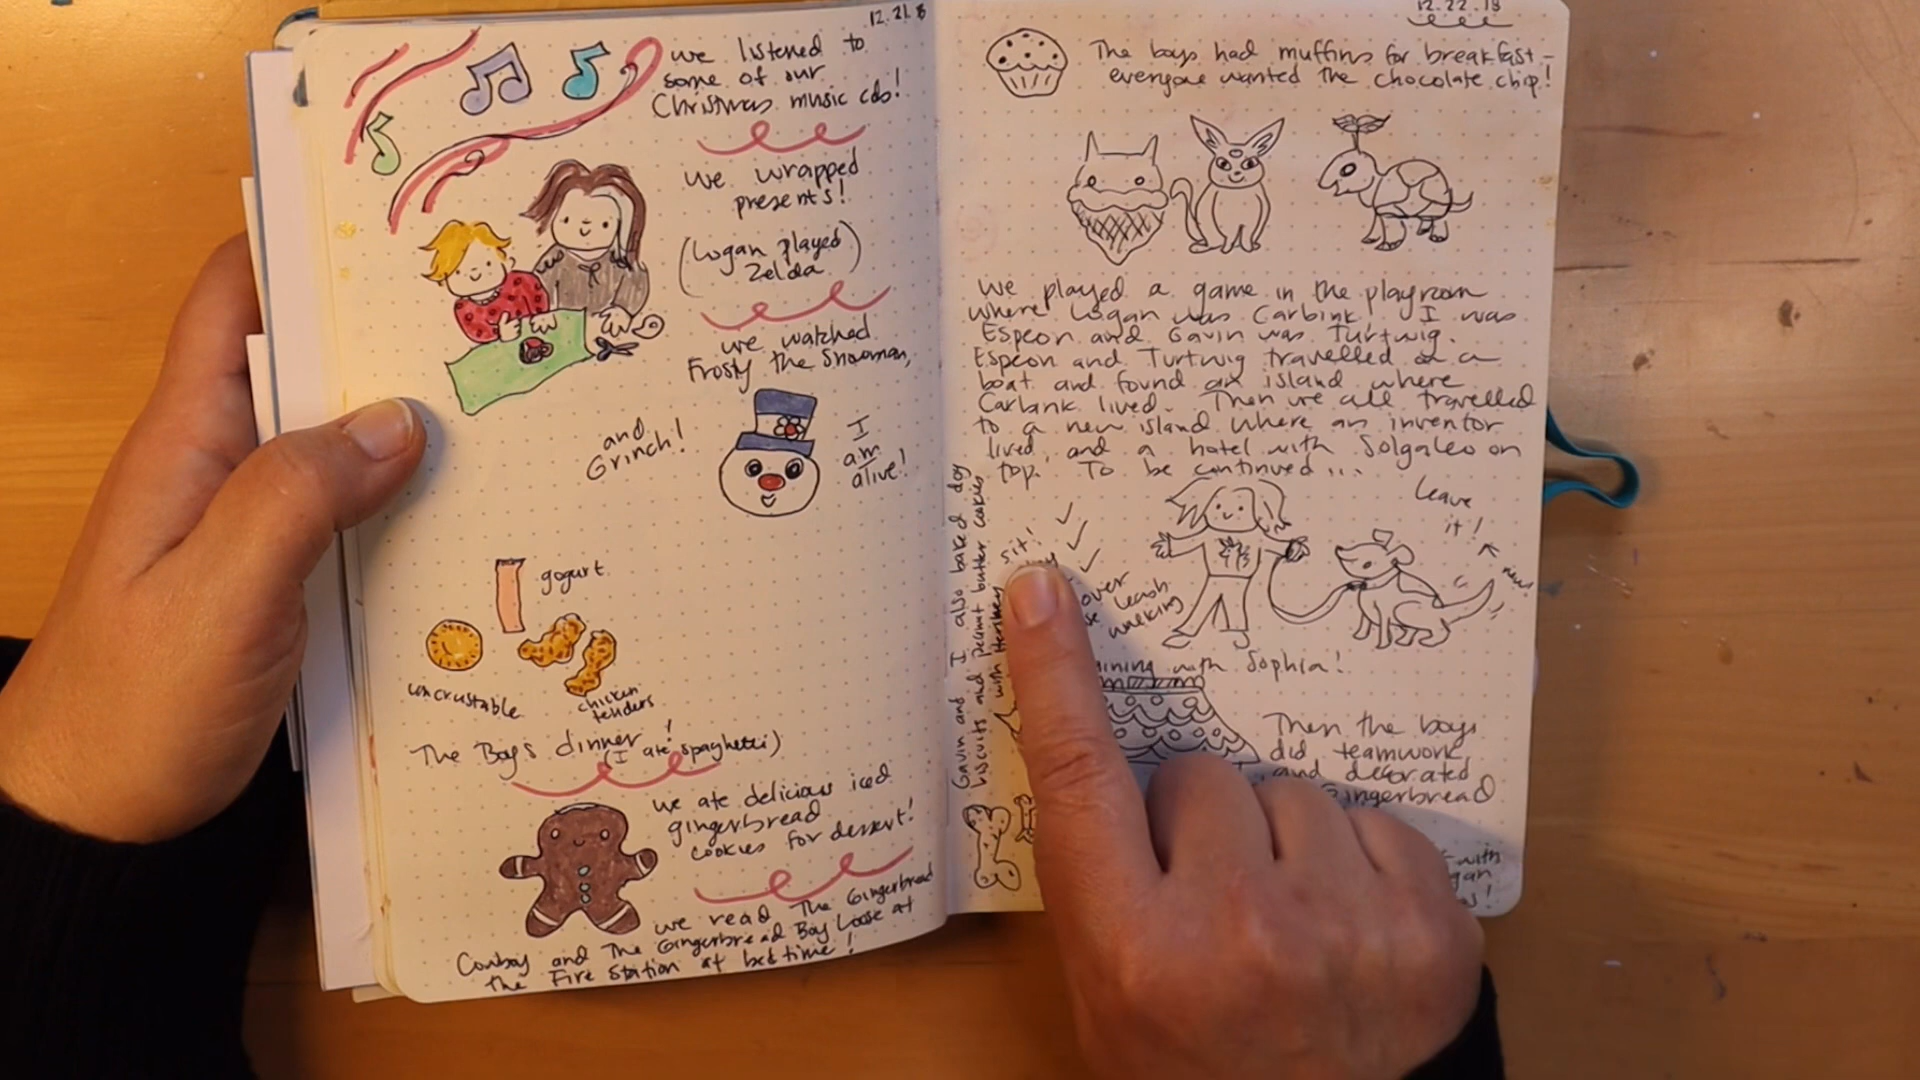 12.21.8
we listened to
some of our
Christmas music cds!
we wrapped
presents!
(Logan played
Zelda)
we watched
Frosty the Snowman,
and
Grinch!
I
am
alive!
gogurt
uncrustable
chicken
tenders
The Boys dinner!
(I ate spaghetti)
we ate delicious iced
gingerbread
cookies for dessert!
we read The Gingerbread
Cowboy and The Gingerbread Boy Loose at
the Fire Station at bedtime!
12.22.18
The boys had muffins for breakfast -
everyone wanted the chocolate chip!
We played a game in the playroom
where Logan was Carbink, I was
Espeon and Gavin was Turtwig.
Espeon and Turtwig travelled on a
boat and found an island where
Carbink lived. Then we all travelled
to a new island where an inventor
lived, and a hotel with Solgaleo on
top. To be continued...
Gavin and I also baked dog
biscuits and peanut butter cookies
with Hershey
sit!
over
leash
walking
leave
it!
new
with Sophia!
Then the boys
did teamwork
and decorated
Gingerbread
with